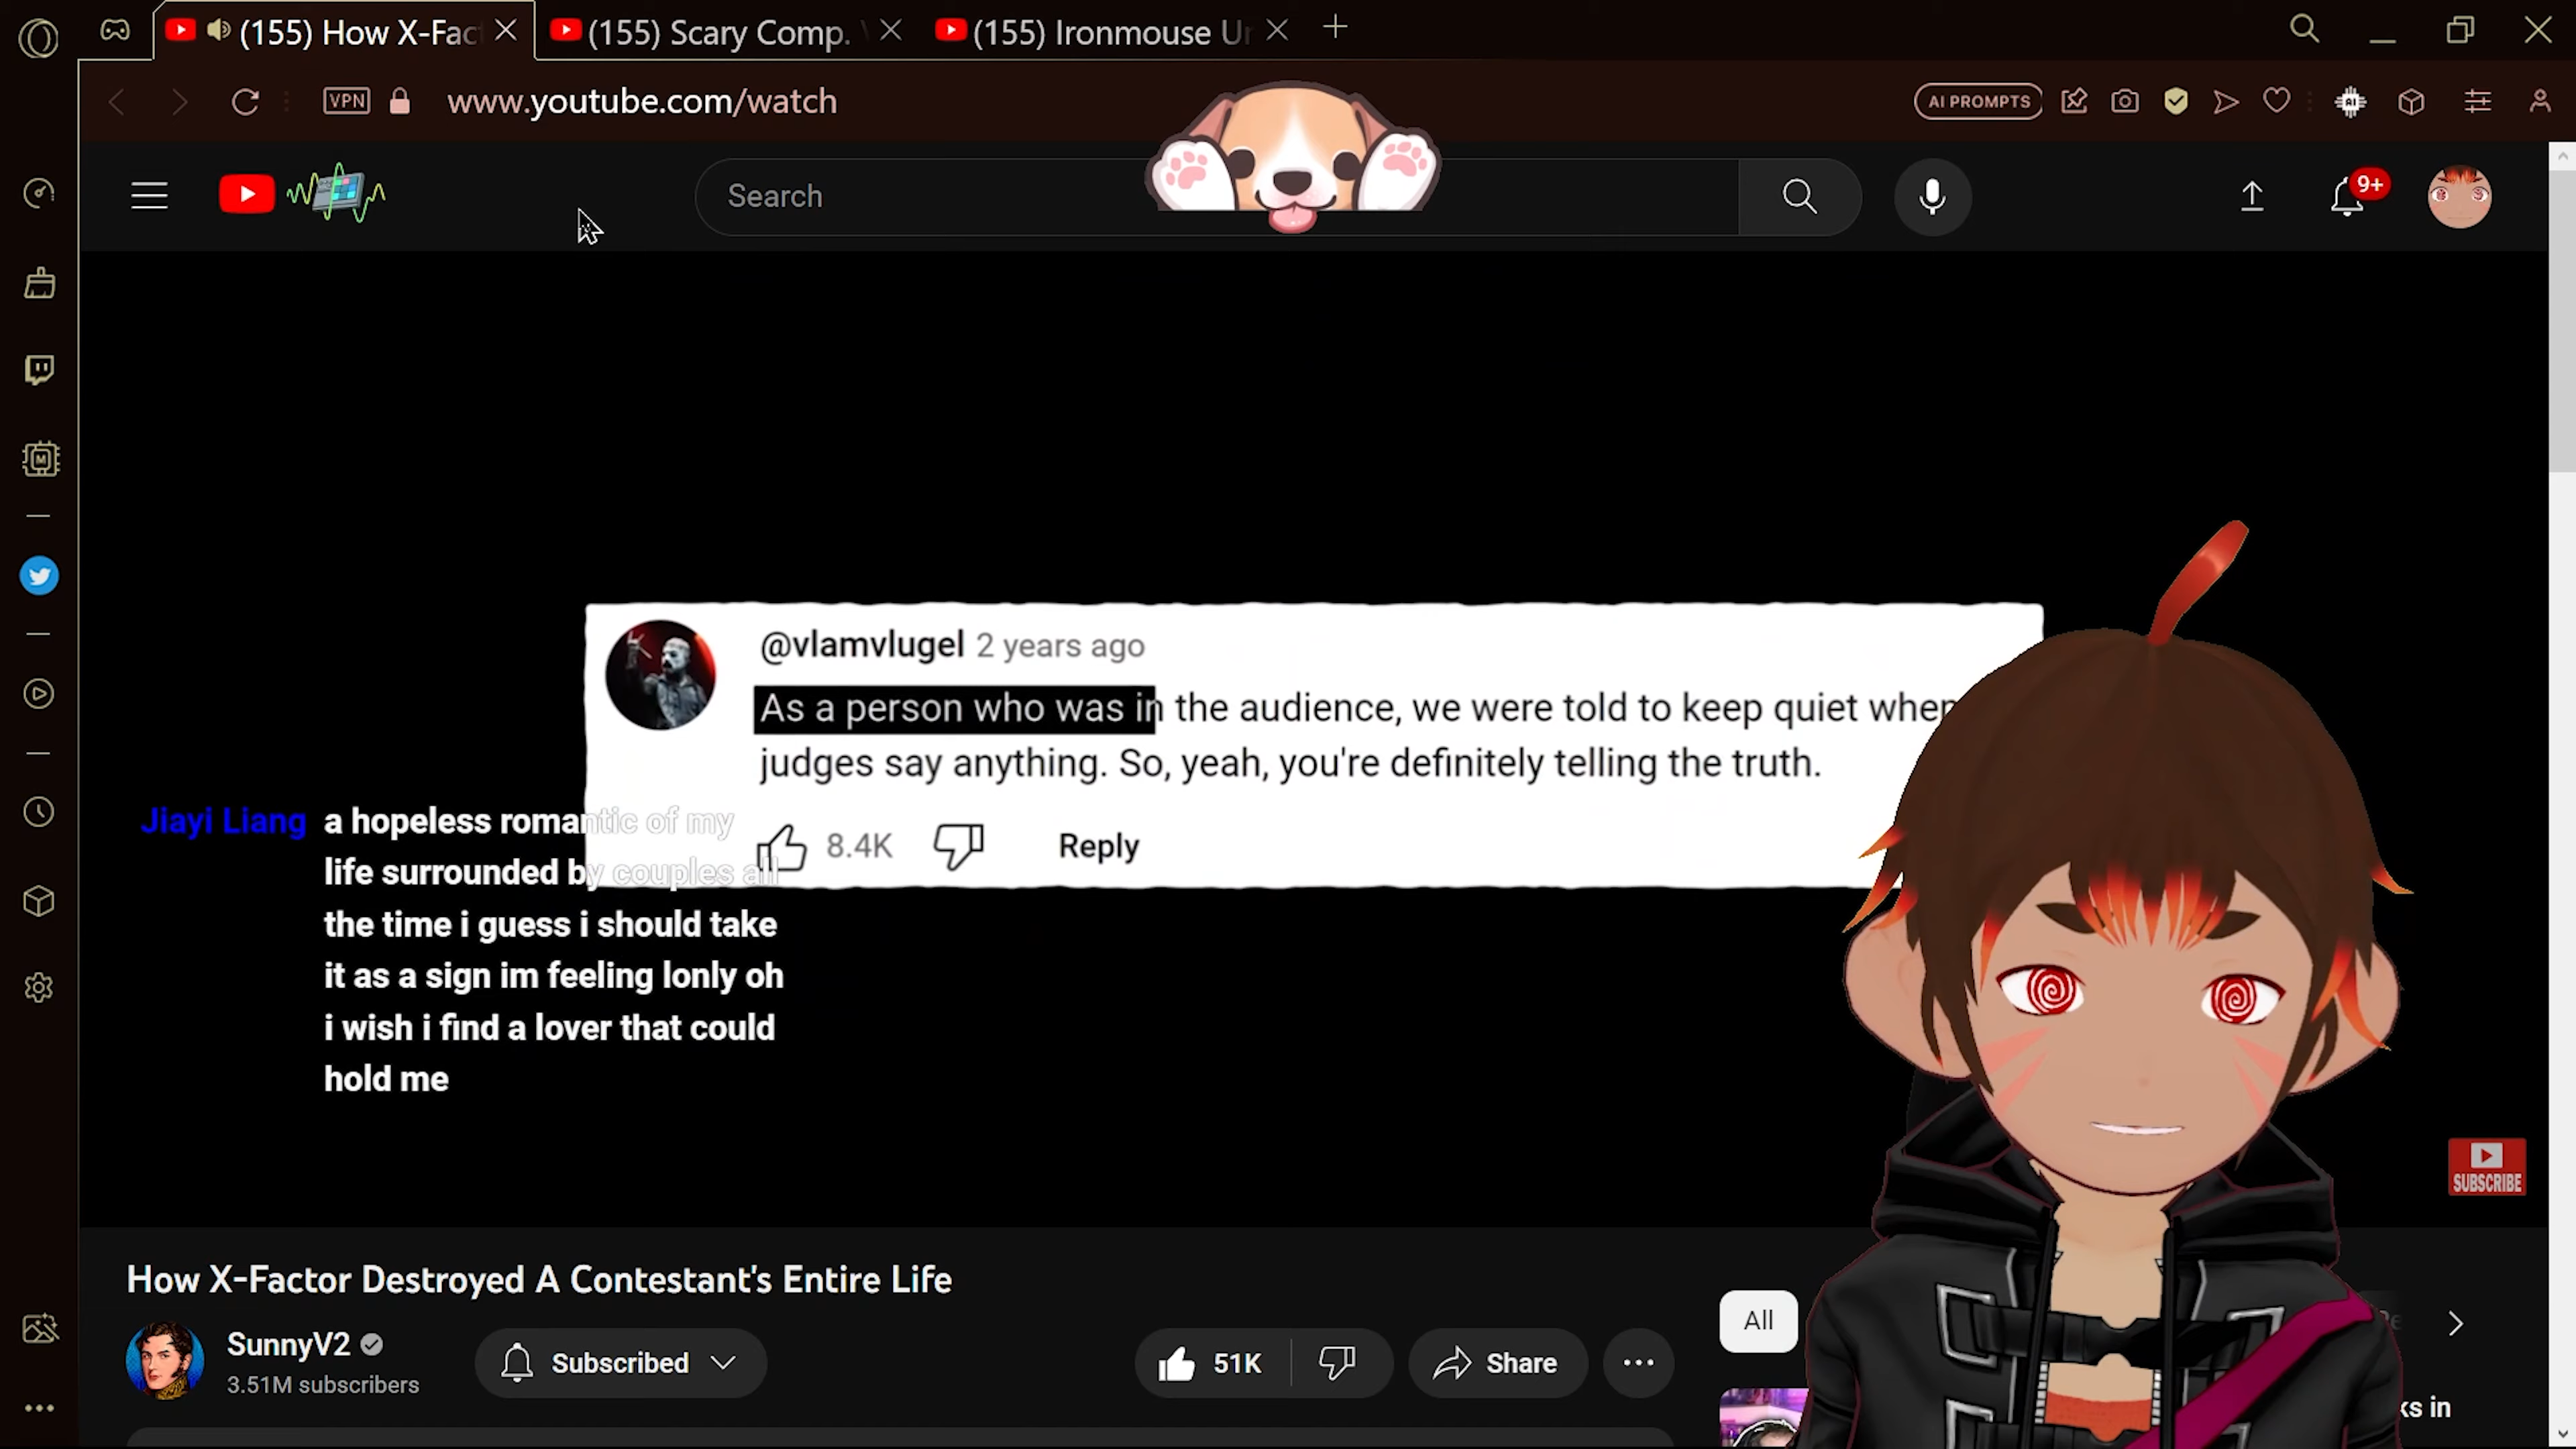 (155) How X-Fac
(155) Scary Comp.
(155) Ironmouse Ur
VPN
www.youtube.com/watch
AI PROMPTS
AI
Search
9+
M
@vlamvlugel 2 years ago
As a person who was in the audience, we were told to keep quiet when
judges say anything. So, yeah, you're definitely telling the truth.
8.4K
Reply
Jiayi Liang a hopeless romantic of my
life surrounded by couples all
the time i guess i should take
it as a sign im feeling lonly oh
i wish i find a lover that could
hold me
SUBSCRIBE
How X-Factor Destroyed A Contestant's Entire Life
SunnyV2
3.51M subscribers
Subscribed
51K
Share
All
ks in